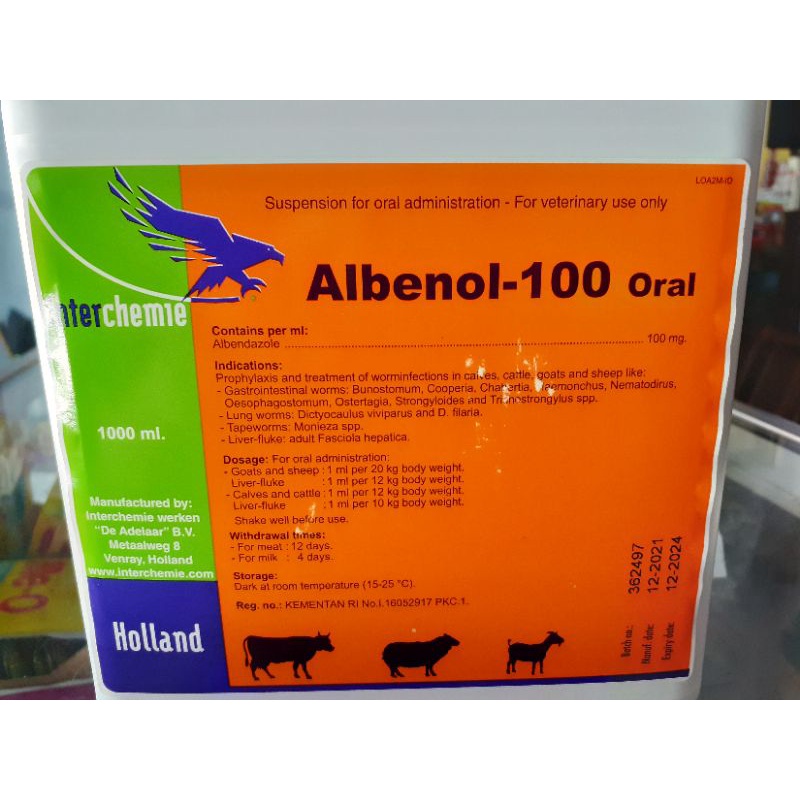 LOA2M-ID
Suspension for oral administration - For veterinary use only
Albenol-100 Oral
interchemie
Contains per ml:
Albendazole ........................................ 100 mg.
Indications:
Prophylaxis and treatment of worminfections in calves, cattle, goats and sheep like:
- Gastrointestinal worms: Bunostomum, Cooperia, Chabertia, Haemonchus, Nematodirus,
Oesophagostomum, Ostertagia, Strongyloides and Trichostrongylus spp.
- Lung worms: Dictyocaulus viviparus and D. filaria.
- Tapeworms: Monieza spp.
- Liver-fluke: adult Fasciola hepatica.
Dosage: For oral administration:
- Goats and sheep : 1 ml per 20 kg body weight.
Liver-fluke : 1 ml per 12 kg body weight.
- Calves and cattle : 1 ml per 12 kg body weight.
Liver-fluke : 1 ml per 10 kg body weight.
Shake well before use.
Withdrawal times:
- For meat : 12 days.
- For milk : 4 days.
Storage:
Dark at room temperature (15-25 °C).
Reg. no.: KEMENTAN RI No.I.16052917 PKC.1.
1000 ml.
Manufactured by:
Interchemie werken
"De Adelaar" B.V.
Metaalweg 8
Venray, Holland
www.interchemie.com
Holland
Batch no.: 362497
Manuf. date: 12-2021
Expiry date: 12-2024